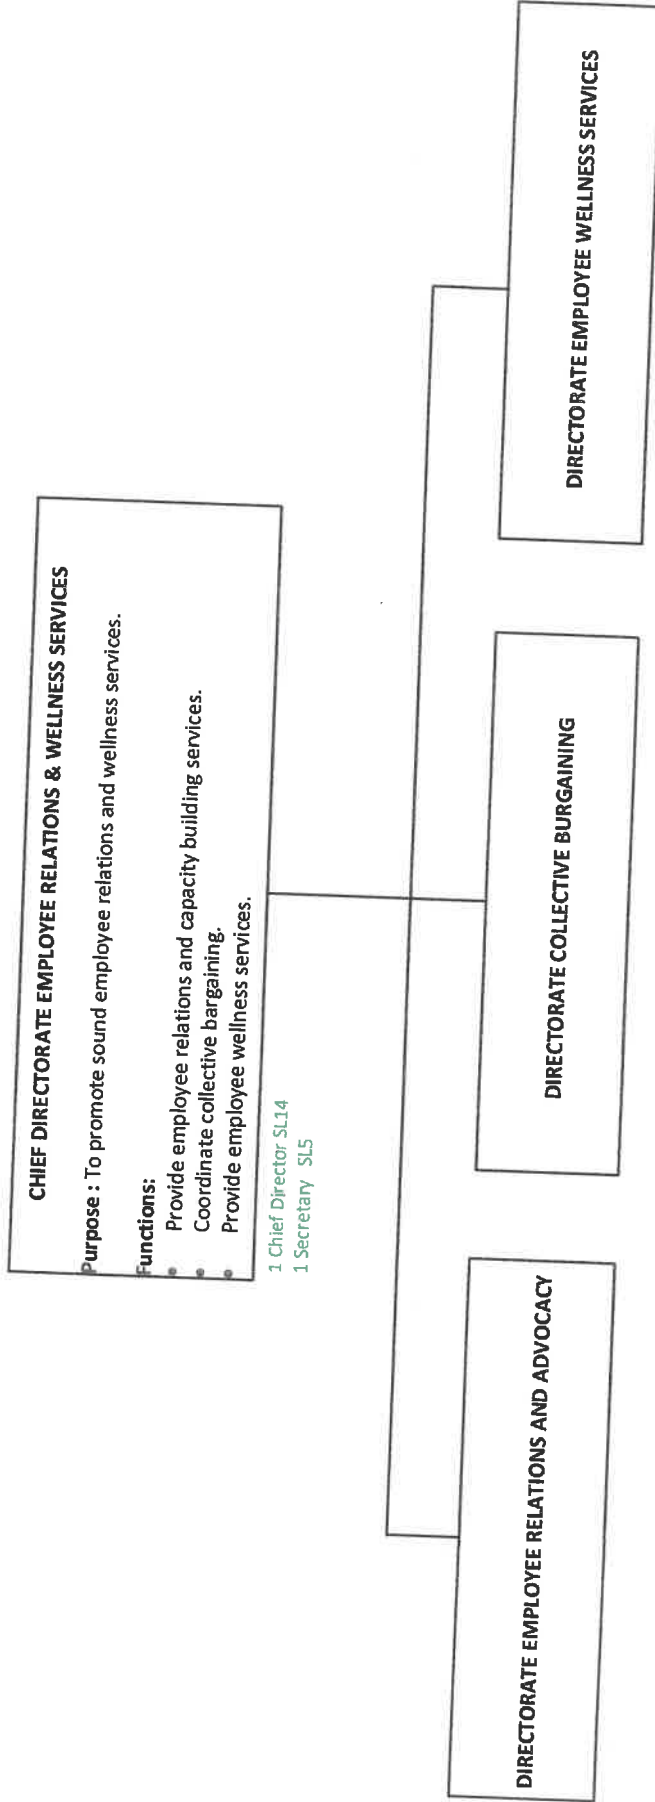 CHIEF DIRECTORATE EMPLOYEE RELATIONS & WELLNESS SERVICES
Purpose : To promote sound employee relations and wellness services.
Functions:
• Provide employee relations and capacity building services.
• Coordinate collective bargaining.
• Provide employee wellness services.
1 Chief Director SL14
1 Secretary SL5
DIRECTORATE EMPLOYEE RELATIONS AND ADVOCACY
DIRECTORATE COLLECTIVE BURGAINING
DIRECTORATE EMPLOYEE WELLNESS SERVICES